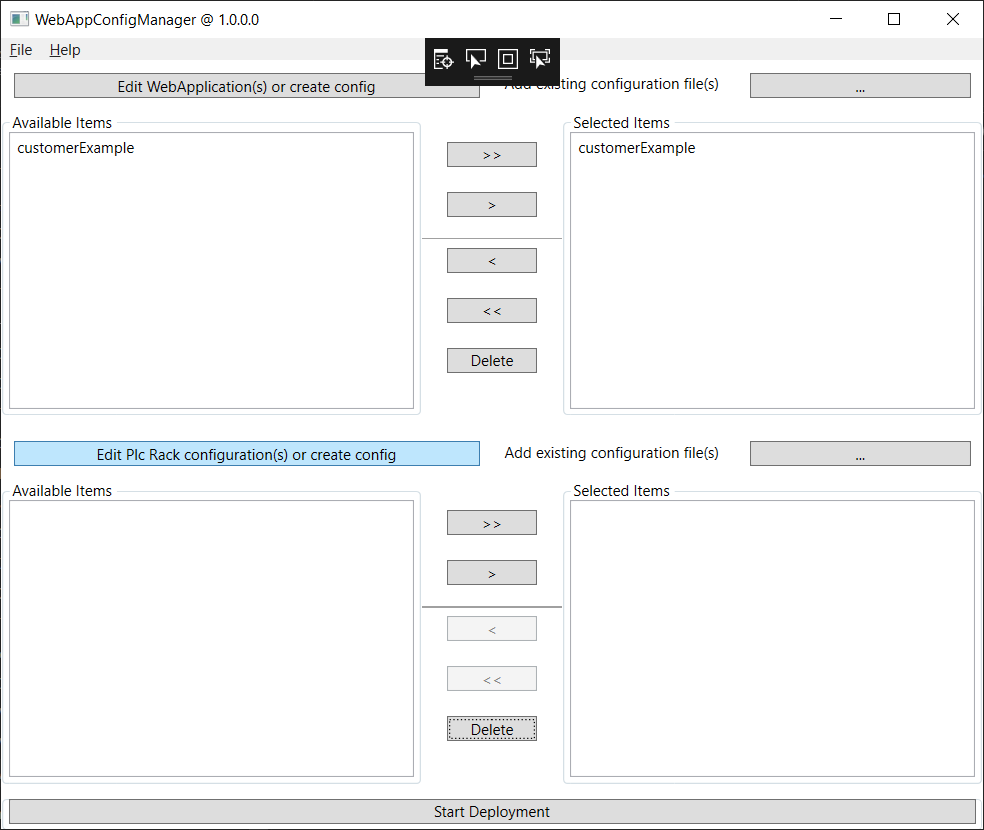 WebAppConfigManager @ 1.0.0.0
File Help
Edit WebApplication(s) or create config
existing configuration file(s)
...
Available Items
Selected Items
customerExample
customerExample
>>
>
<
<<
Delete
Edit Plc Rack configuration(s) or create config
Add existing configuration file(s)
...
Available Items
Selected Items
>>
>
<
<<
Delete
Start Deployment